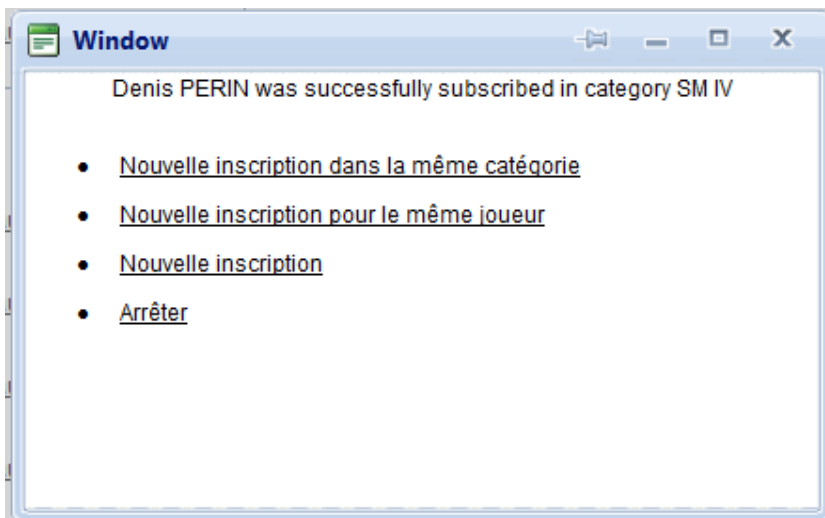 Window
Denis PERIN was successfully subscribed in category SM IV
Nouvelle inscription dans la même catégorie
Nouvelle inscription pour le même joueur
Nouvelle inscription
Arrêter